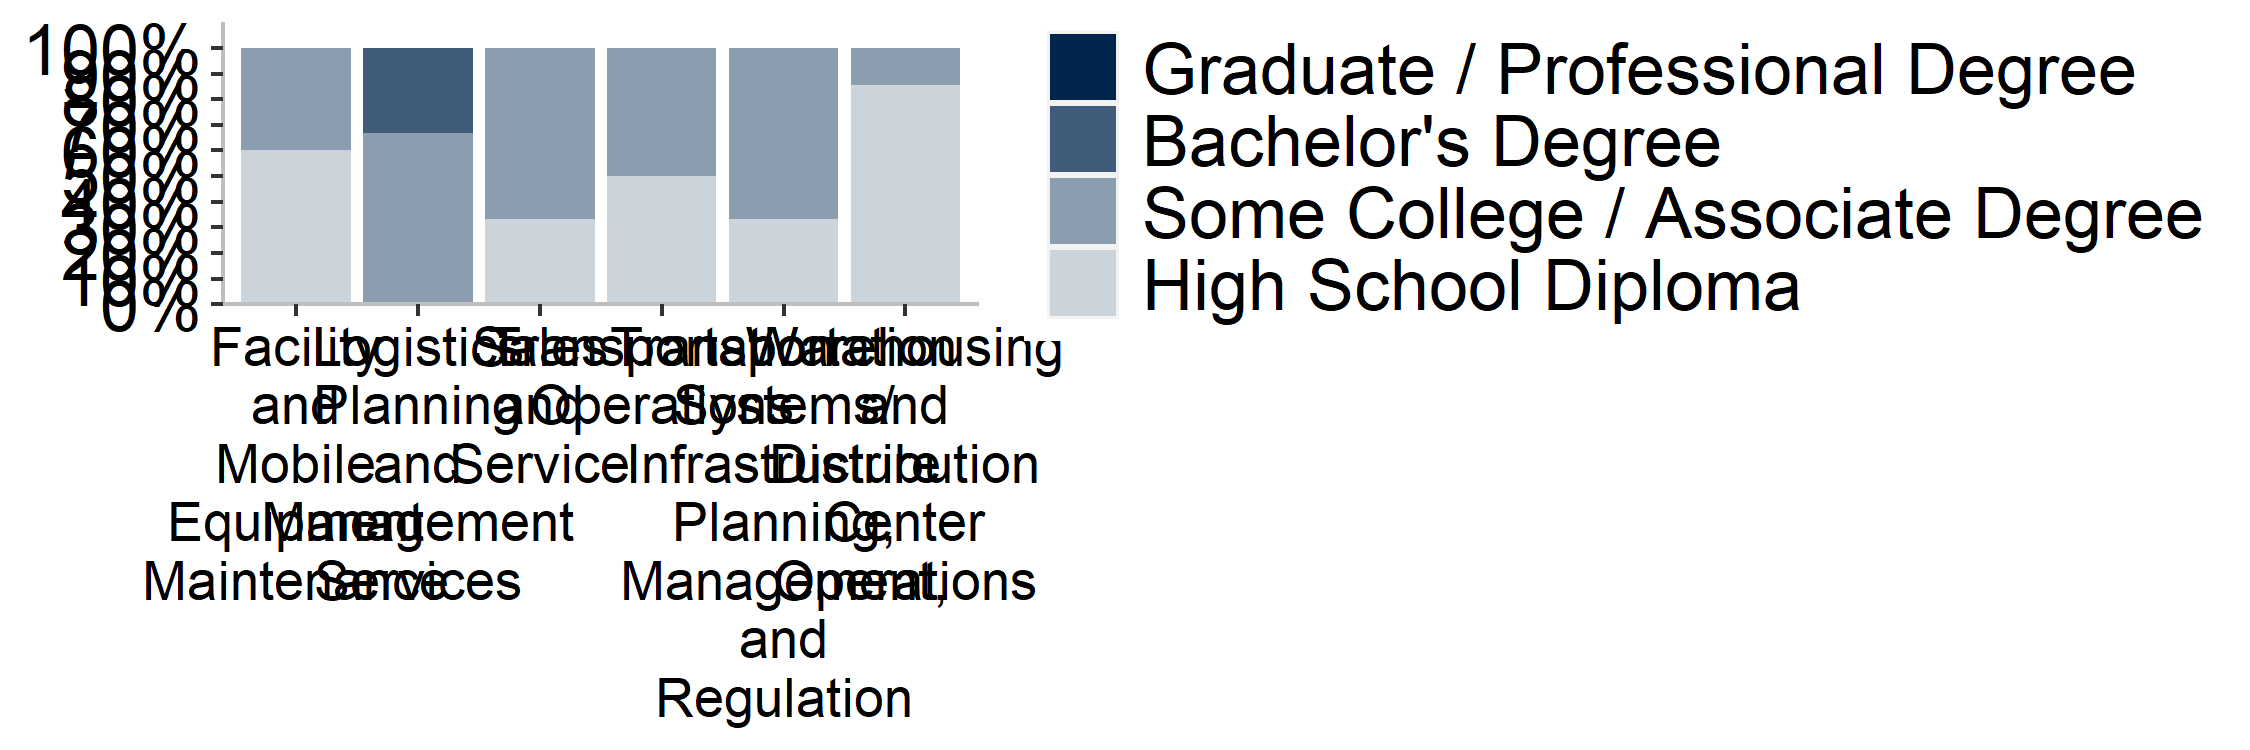 100%
90%
80%
70%
60%
50%
40%
30%
20%
10%
0%
Graduate / Professional Degree
Bachelor's Degree
Some College / Associate Degree
High School Diploma
Facility
and
Mobile
Equipment
Maintenance
Logistics
Planning
and
Management
Services
Sales
and
Service
Transportation
Operations
Transportation
Systems/
Infrastructure
Planning,
Management,
and
Regulation
Warehousing
and
Distribution
Center
Operations